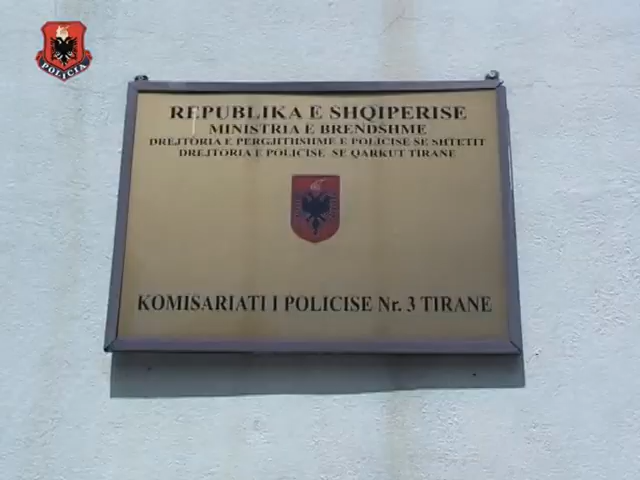 POLICIA
REPUBLIKA E SHQIPERISE
MINISTRIA E BRENDSHME
DREJTORIA E PERGJITHSHME E POLICISE SE SHTETIT
DREJTORIA E POLICISE SE QARKUT TIRANE
KOMISARIATI I POLICISE Nr. 3 TIRANE